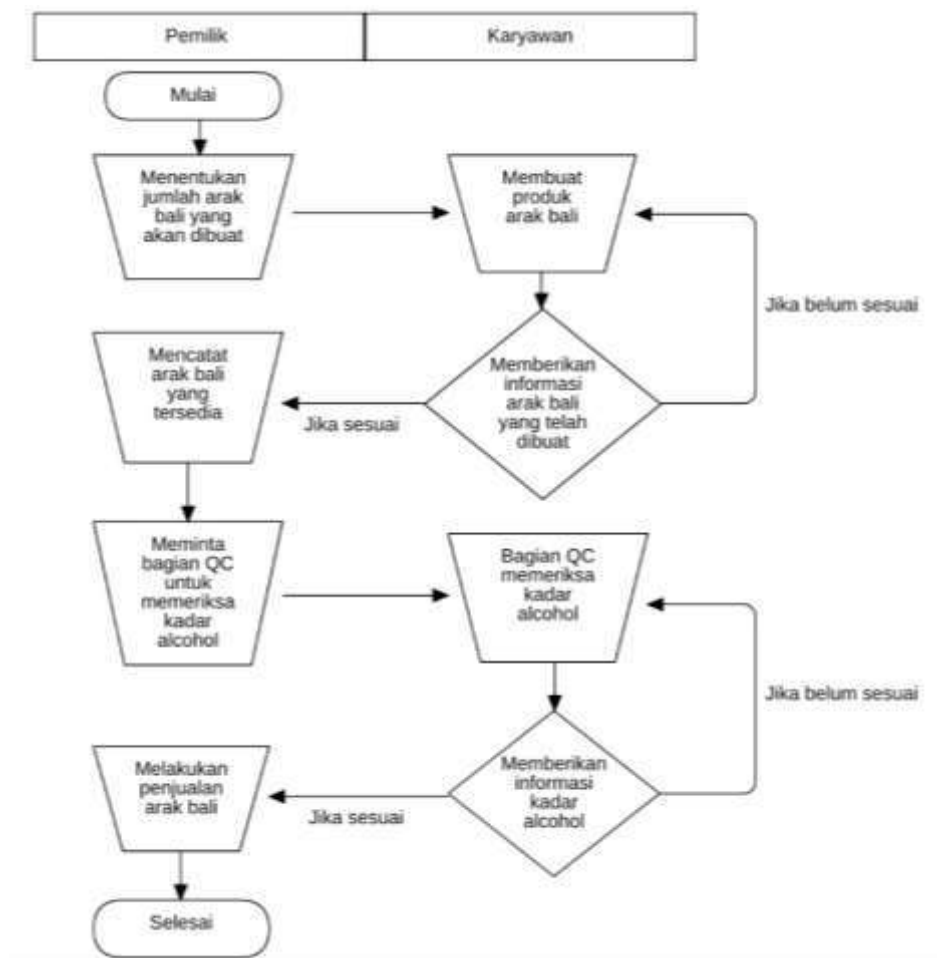 Pemilik
Karyawan
Mulai
Menentukan
jumlah arak
bali yang
akan dibuat
Membuat
produk
arak bali
Jika belum sesuai
Memberikan
informasi
arak bali
yang telah
dibuat
Jika sesuai
Mencatat
arak bali
yang
tersedia
Meminta
bagian QC
untuk
memeriksa
kadar
alcohol
Bagian QC
memeriksa
kadar
alcohol
Jika belum sesuai
Memberikan
informasi
kadar
alcohol
Jika sesuai
Melakukan
penjualan
arak bali
Selesai